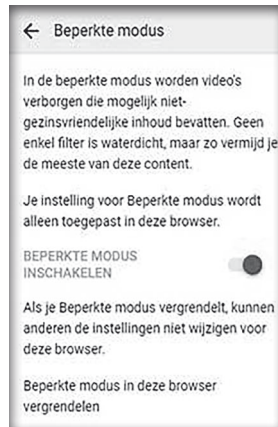 Beperkte modus
In de beperkte modus worden video's
verborgen die mogelijk niet-
gezinsvriendelijke inhoud bevatten. Geen
enkel filter is waterdicht, maar zo vermijd je
de meeste van deze content.
Je instelling voor Beperkte modus wordt
alleen toegepast in deze browser.
BEPERKTE MODUS
INSCHAKELEN
Als je Beperkte modus vergrendelt, kunnen
anderen de instellingen niet wijzigen voor
deze browser.
Beperkte modus in deze browser
vergrendelen